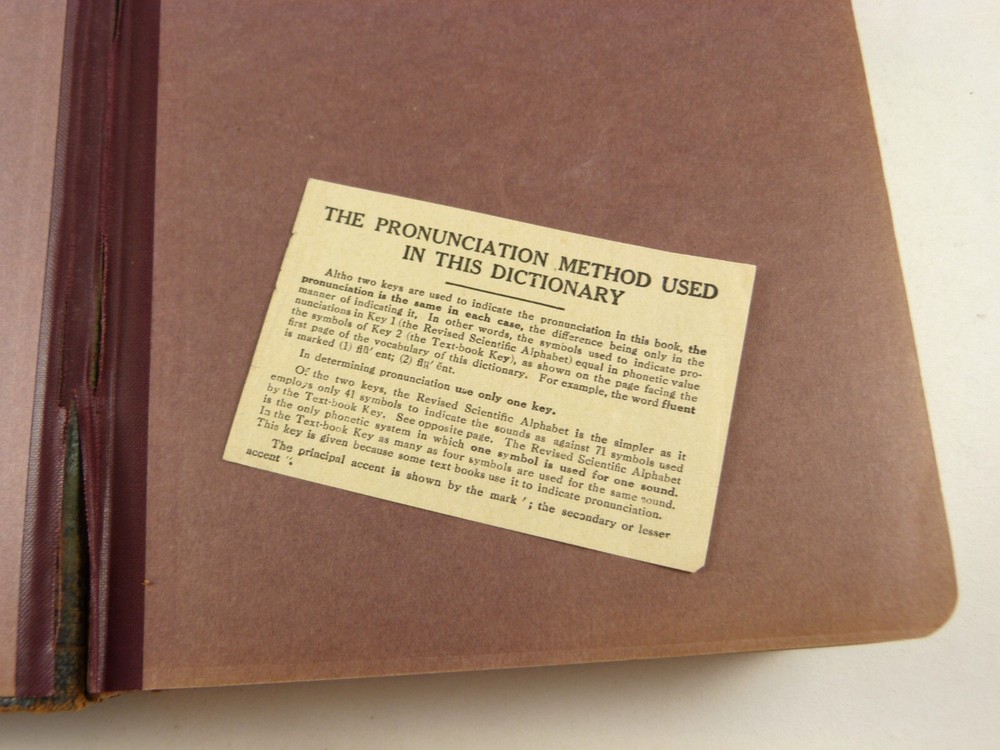 THE PRONUNCIATION METHOD USED
IN THIS DICTIONARY
Altho two keys are used to indicate the pronunciation in this book, the
pronunciation is the same in each case, the difference being only in the
manner of indicating it. In other words, the symbols used to indicate pro-
nunciations in Key 1 (the Revised Scientific Alphabet) equal in phonetic value
the symbols of Key 2 (the Text-book Key), as shown on the page facing the
first page of the vocabulary of this dictionary. For example, the word fluent
is marked (1) ent; (2) ĕnt.
In determining pronunciation use only one key.
Of the two keys, the Revised Scientific Alphabet is the simpler as it
employs only 41 symbols to indicate the sounds as against 71 symbols used
by the Text-book Key. See opposite page. The Revised Scientific Alphabet
is the only phonetic system in which one symbol is used for one sound.
In the Text-book Key as many as four symbols are used for the same sound.
This key is given because some text books use it to indicate pronunciation.
The principal accent is shown by the mark ′; the secondary or lesser
accent ″.